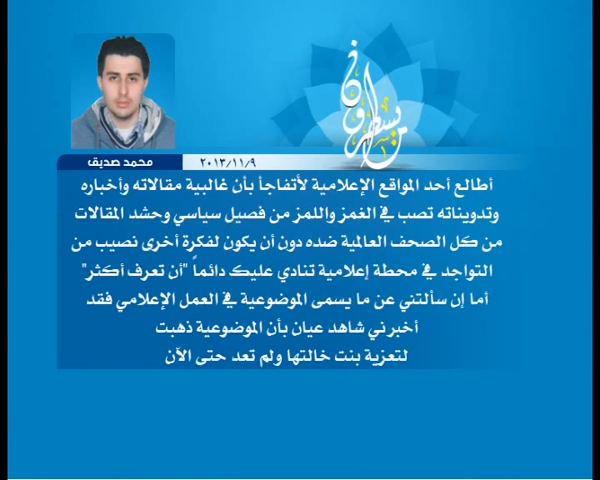 يسطرون
محمد صديق
٢٠١٣/١١/٩
أطالع أحد المواقع الإعلامية لأتفاجأ بأن غالبية مقالاته وأخباره
وتدويناته تصب في الغمز واللمز من فصيل سياسي وحشد المقالات
من كل الصحف العالمية ضده دون أن يكون لفكرة أخرى نصيب من
التواجد في محطة إعلامية تنادي عليك دائماً "أن تعرف أكثر"
أما إن سألتني عن ما يسمى الموضوعية في العمل الإعلامي فقد
أخبرني شاهد عيان بأن الموضوعية ذهبت
لتعزية بنت خالتها ولم تعد حتى الآن